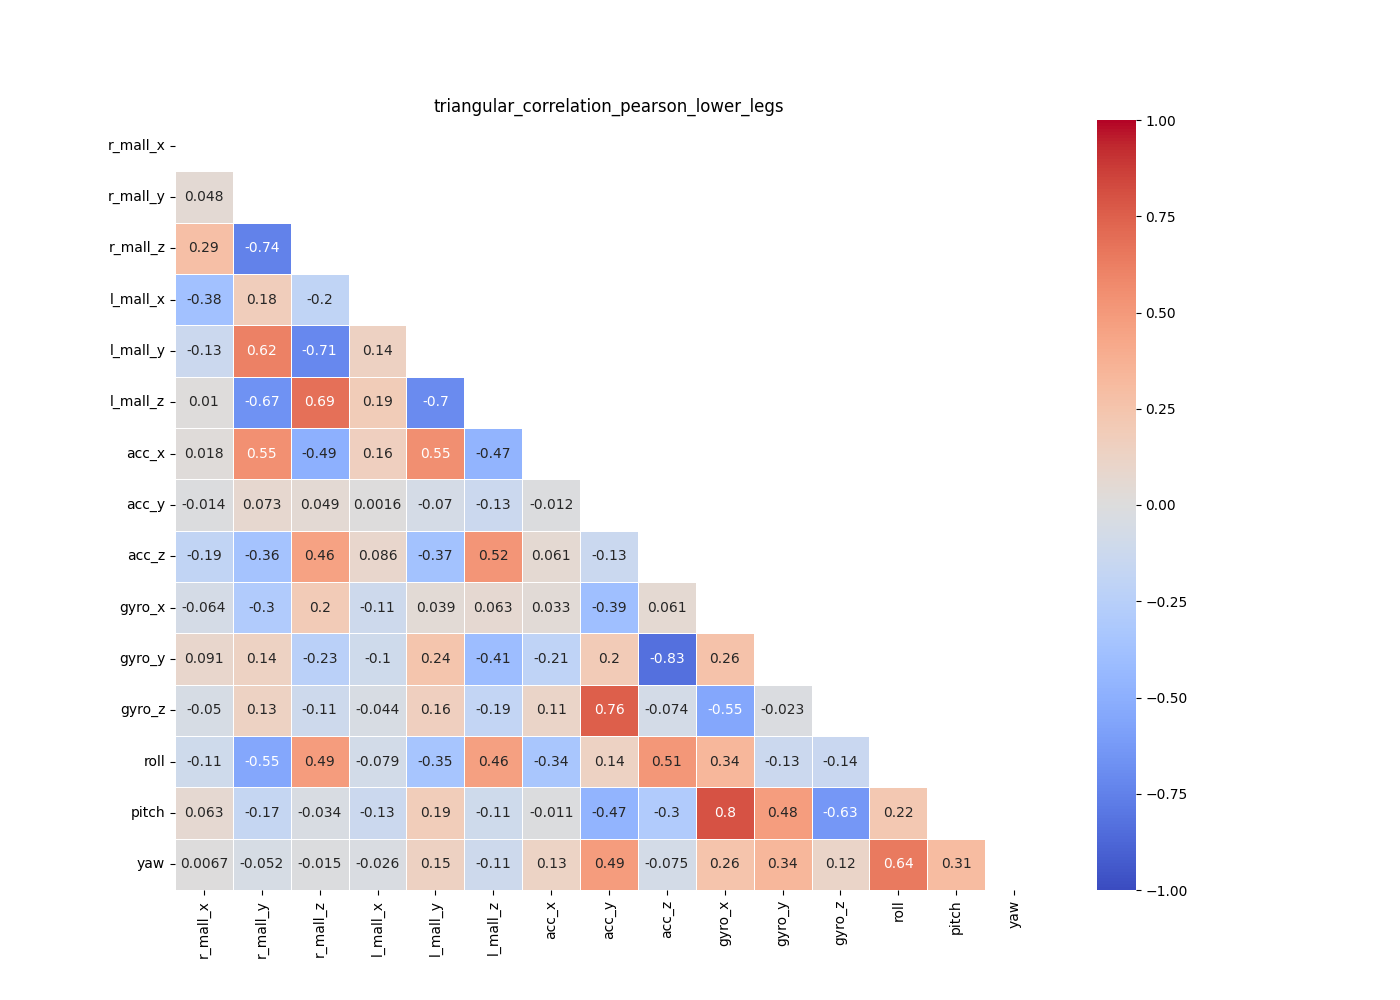 triangular_correlation_pearson_lower_legs
r_mall_x
r_mall_y 0.048
r_mall_z 0.29 -0.74
l_mall_x -0.38 0.18 -0.2
l_mall_y -0.13 0.62 -0.71 0.14
l_mall_z 0.01 -0.67 0.69 0.19 -0.7
acc_x 0.018 0.55 -0.49 0.16 0.55 -0.47
acc_y -0.014 0.073 0.049 0.0016 -0.07 -0.13 -0.012
acc_z -0.19 -0.36 0.46 0.086 -0.37 0.52 0.061 -0.13
gyro_x -0.064 -0.3 0.2 -0.11 0.039 0.063 0.033 -0.39 0.061
gyro_y 0.091 0.14 -0.23 -0.1 0.24 -0.41 -0.21 0.2 -0.83 0.26
gyro_z -0.05 0.13 -0.11 -0.044 0.16 -0.19 0.11 0.76 -0.074 -0.55 -0.023
roll -0.11 -0.55 0.49 -0.079 -0.35 0.46 -0.34 0.14 0.51 0.34 -0.13 -0.14
pitch 0.063 -0.17 -0.034 -0.13 0.19 -0.11 -0.011 -0.47 -0.3 0.8 0.48 -0.63 0.22
yaw 0.0067 -0.052 -0.015 -0.026 0.15 -0.11 0.13 0.49 -0.075 0.26 0.34 0.12 0.64 0.31
r_mall_x r_mall_y r_mall_z l_mall_x l_mall_y l_mall_z acc_x acc_y acc_z gyro_x gyro_y gyro_z roll pitch yaw
1.00
0.75
0.50
0.25
0.00
−0.25
−0.50
−0.75
−1.00